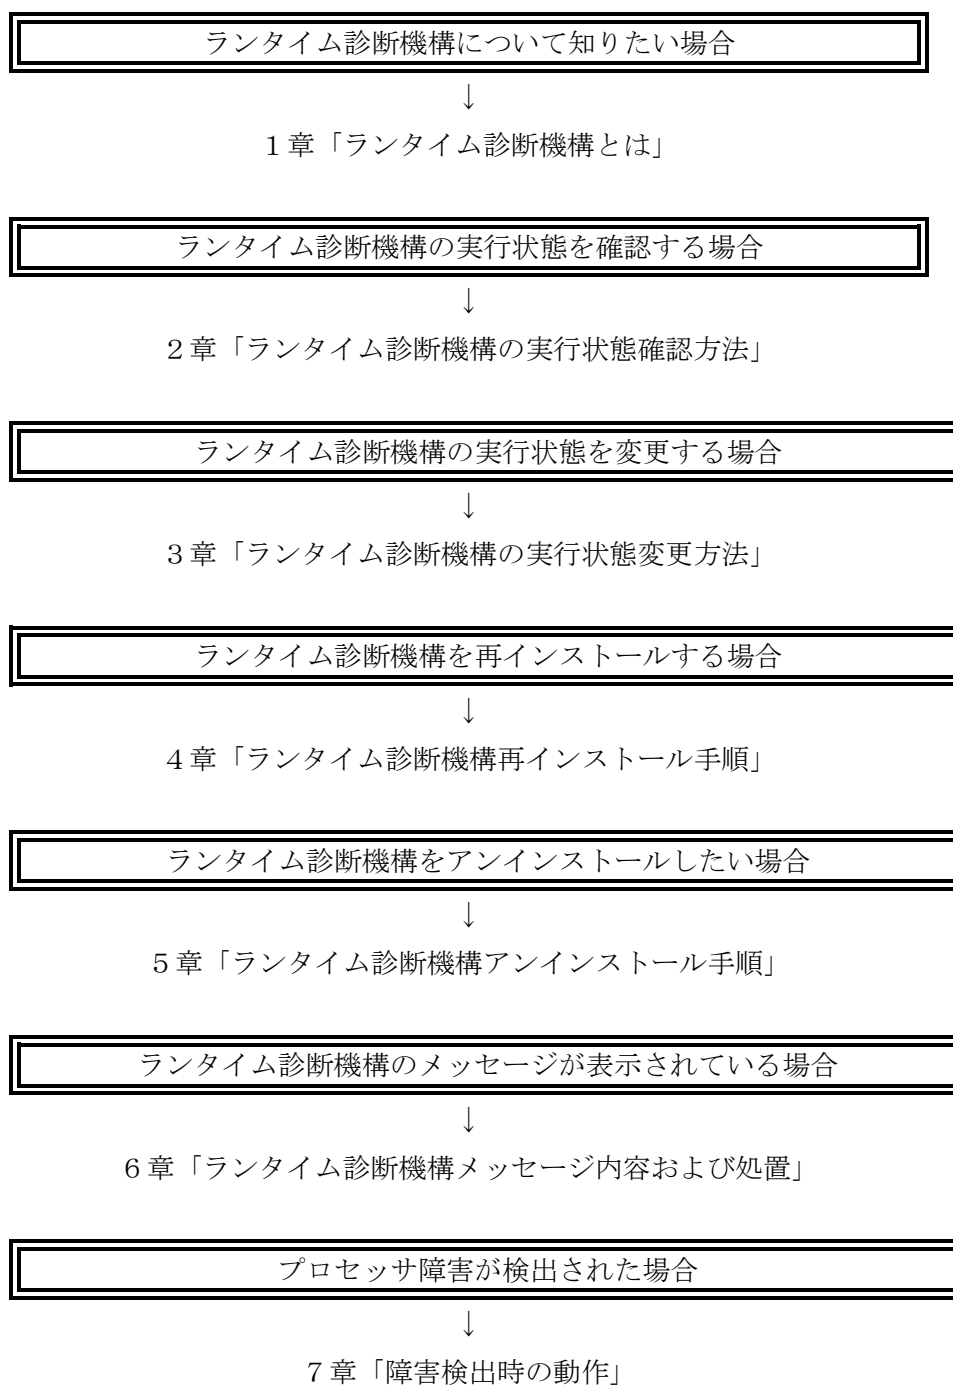 ランタイム診断機構について知りたい場合
↓
１章「ランタイム診断機構とは」
ランタイム診断機構の実行状態を確認する場合
↓
２章「ランタイム診断機構の実行状態確認方法」
ランタイム診断機構の実行状態を変更する場合
↓
３章「ランタイム診断機構の実行状態変更方法」
ランタイム診断機構を再インストールする場合
↓
４章「ランタイム診断機構再インストール手順」
ランタイム診断機構をアンインストールしたい場合
↓
５章「ランタイム診断機構アンインストール手順」
ランタイム診断機構のメッセージが表示されている場合
↓
６章「ランタイム診断機構メッセージ内容および処置」
プロセッサ障害が検出された場合
↓
７章「障害検出時の動作」